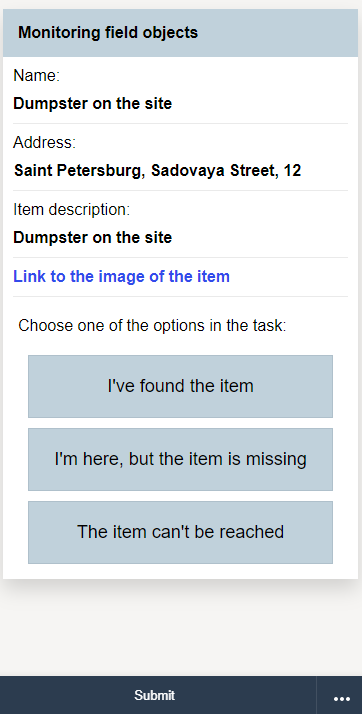 Monitoring field objects
Name:
Dumpster on the site
Address:
Saint Petersburg, Sadovaya Street, 12
Item description:
Dumpster on the site
Link to the image of the item
Choose one of the options in the task:
I've found the item
I'm here, but the item is missing
The item can't be reached
Submit